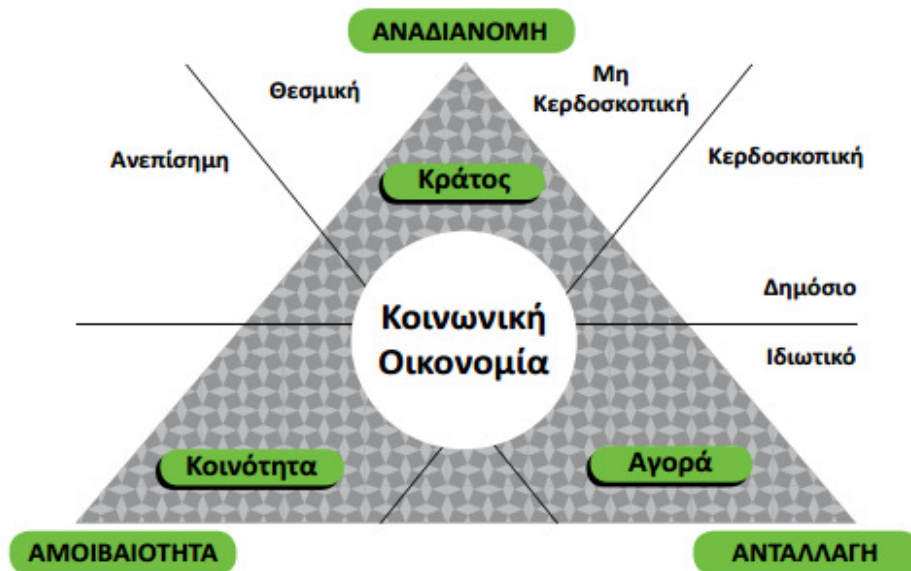 ΑΝΑΔΙΑΝΟΜΗ
Θεσμική
Μη
Κερδοσκοπική
Ανεπίσημη
Κερδοσκοπική
Κράτος
Δημόσιο
Κοινωνική
Οικονομία
Ιδιωτικό
Κοινότητα
Αγορά
ΑΜΟΙΒΑΙΟΤΗΤΑ
ΑΝΤΑΛΛΑΓΗ